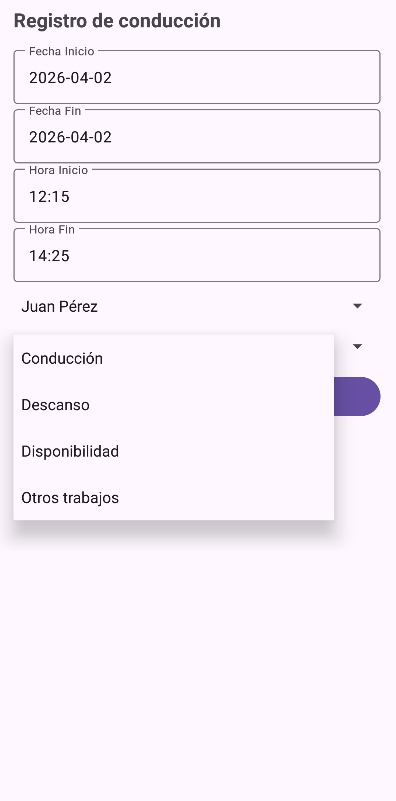 Registro de conducción
Fecha Inicio
2026-04-02
Fecha Fin
2026-04-02
Hora Inicio
12:15
Hora Fin
14:25
Juan Pérez
Conducción
Descanso
Disponibilidad
Otros trabajos